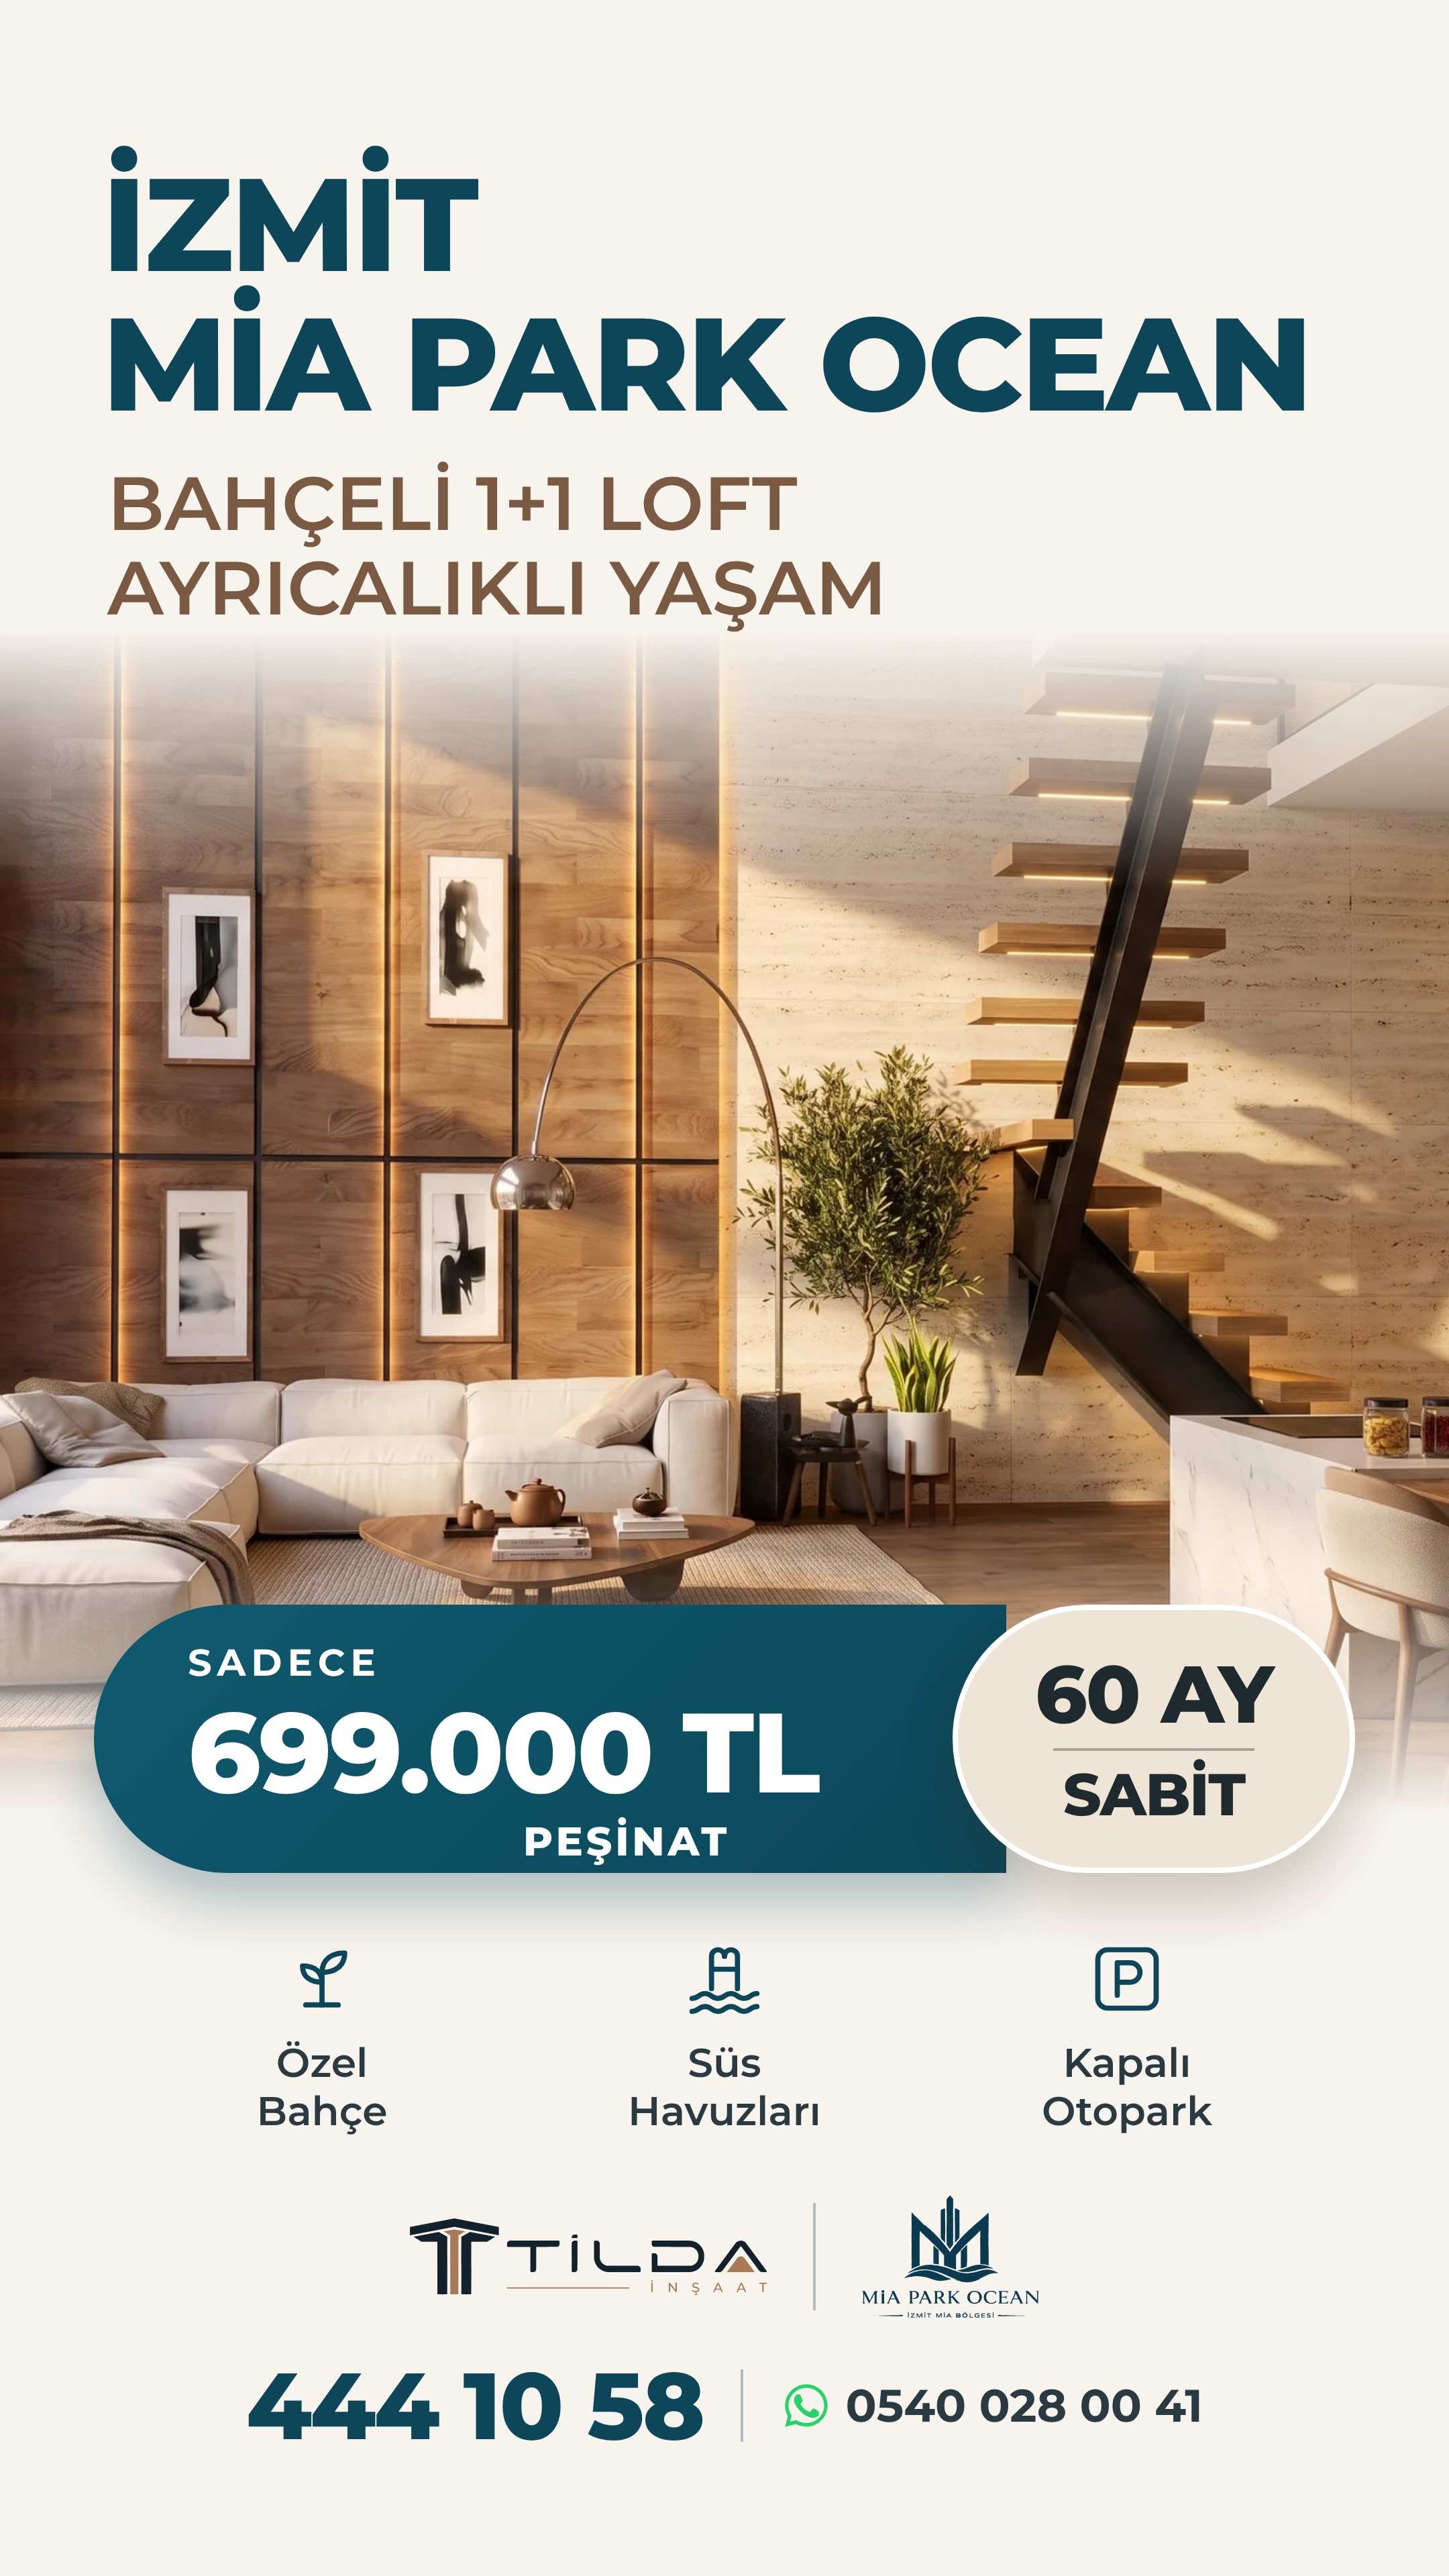 İZMİT
MİA PARK OCEAN
BAHÇELİ 1+1 LOFT
AYRICALIKLI YAŞAM
SADECE
699.000 TL
PEŞİNAT
60 AY
SABİT
Özel
Bahçe
Süs
Havuzları
Kapalı
Otopark
TİLDA
İNŞAAT
MİA PARK OCEAN
İZMİT MİA BÖLGESİ
444 10 58
0540 028 00 41